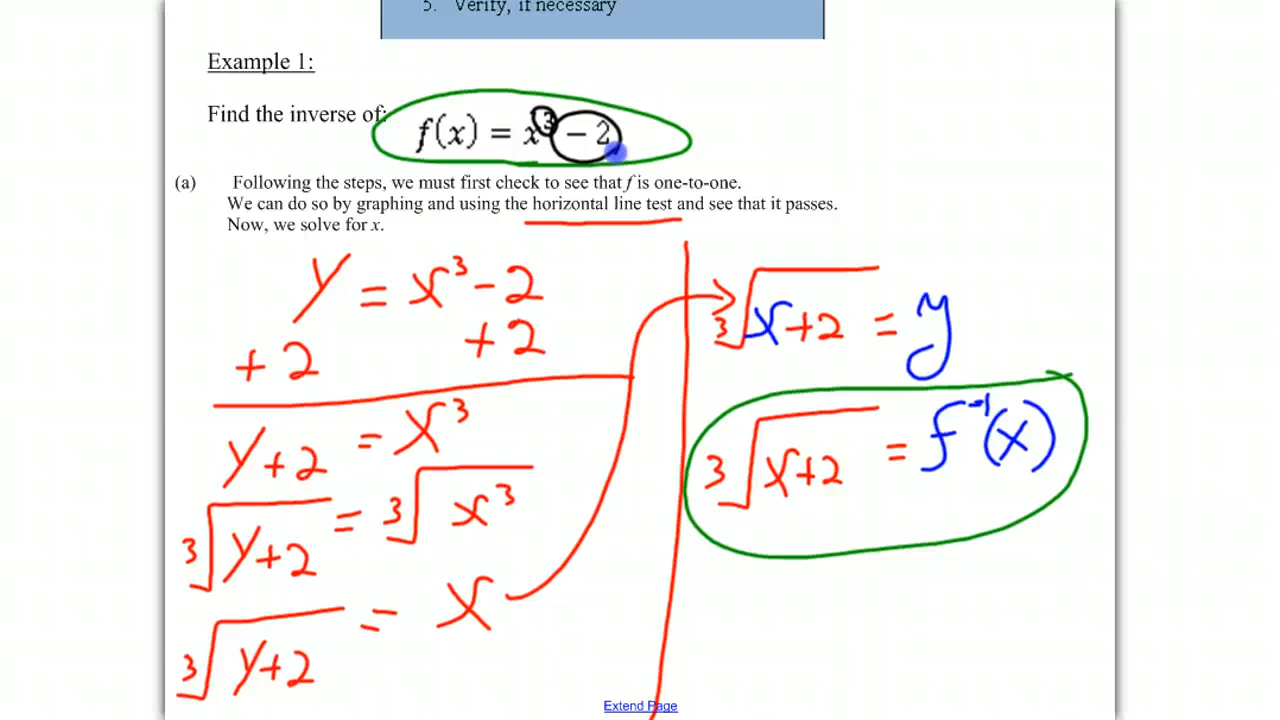 5. Verify, if necessary
Example 1:
Find the inverse of:
f(x) = x³ − 2
(a) Following the steps, we must first check to see that f is one-to-one.
We can do so by graphing and using the horizontal line test and see that it passes.
Now, we solve for x.
y = x³ - 2
+2 +2
y+2 = x³
∛(y+2) = ∛(x³)
∛(y+2) = x
∛(x+2) = y
∛(x+2) = f⁻¹(x)
Extend Page